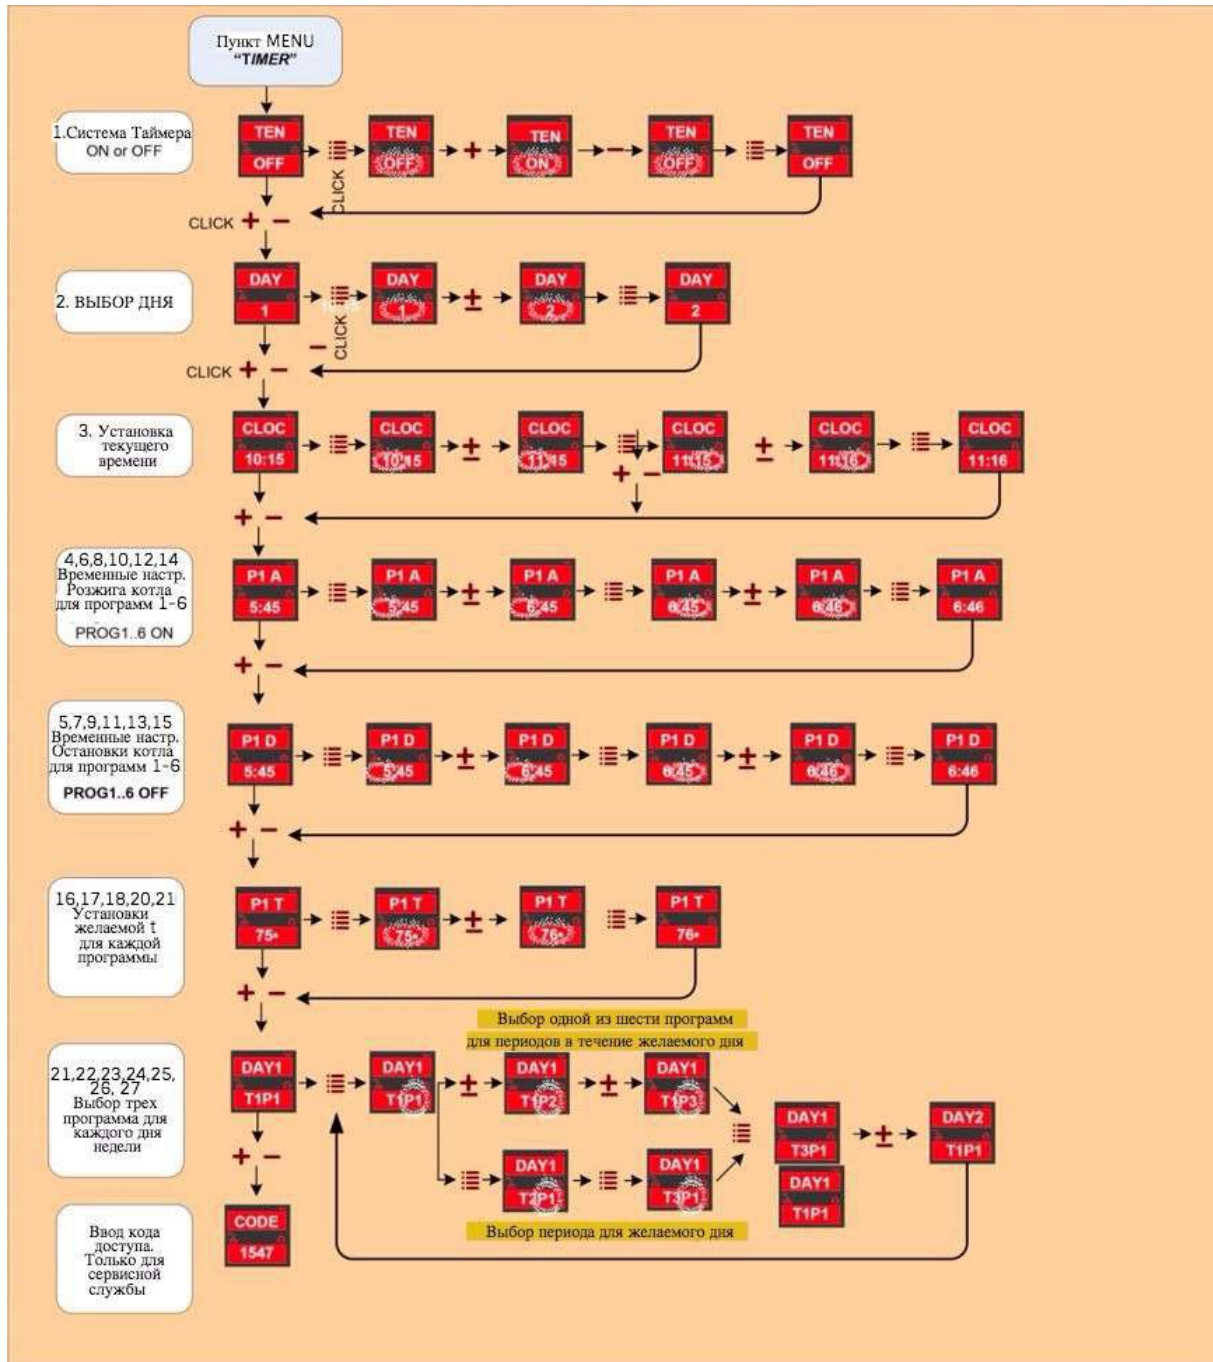 Пункт MENU
“TIMER”
1.Система Таймера
ON or OFF
TEN
OFF
TEN
OFF
TEN
ON
TEN
OFF
TEN
OFF
CLICK
CLICK + −
2. ВЫБОР ДНЯ
DAY
1
DAY
1
±
DAY
2
DAY
2
CLICK
CLICK + −
3. Установка
текущего
времени
CLOC
10:15
CLOC
10:15
±
CLOC
11:15
CLOC
11:15
±
CLOC
11:16
CLOC
11:16
+ −
+ −
4,6,8,10,12,14
Временные настр.
Розжига котла
для программ 1-6
PROG1..6 ON
P1 A
5:45
P1 A
5:45
±
P1 A
6:45
P1 A
6:45
±
P1 A
6:46
P1 A
6:46
+ −
5,7,9,11,13,15
Временные настр.
Остановки котла
для программ 1-6
PROG1..6 OFF
P1 D
5:45
P1 D
5:45
±
P1 D
6:45
P1 D
6:45
±
P1 D
6:46
P1 D
6:46
+ −
16,17,18,20,21
Установки
желаемой t
для каждой
программы
P1 T
75•
P1 T
75•
±
P1 T
76•
P1 T
76•
+ −
Выбор одной из шести программ
для периодов в течение желаемого дня
21,22,23,24,25,
26, 27
Выбор трех
программа для
каждого дня
недели
DAY1
T1P1
DAY1
T1P1
±
DAY1
T1P2
±
DAY1
T1P3
DAY1
T2P1
DAY1
T3P1
DAY1
T3P1
DAY1
T1P1
±
DAY2
T1P1
+ −
Выбор периода для желаемого дня
Ввод кода
доступа.
Только для
сервисной
службы
CODE
1547